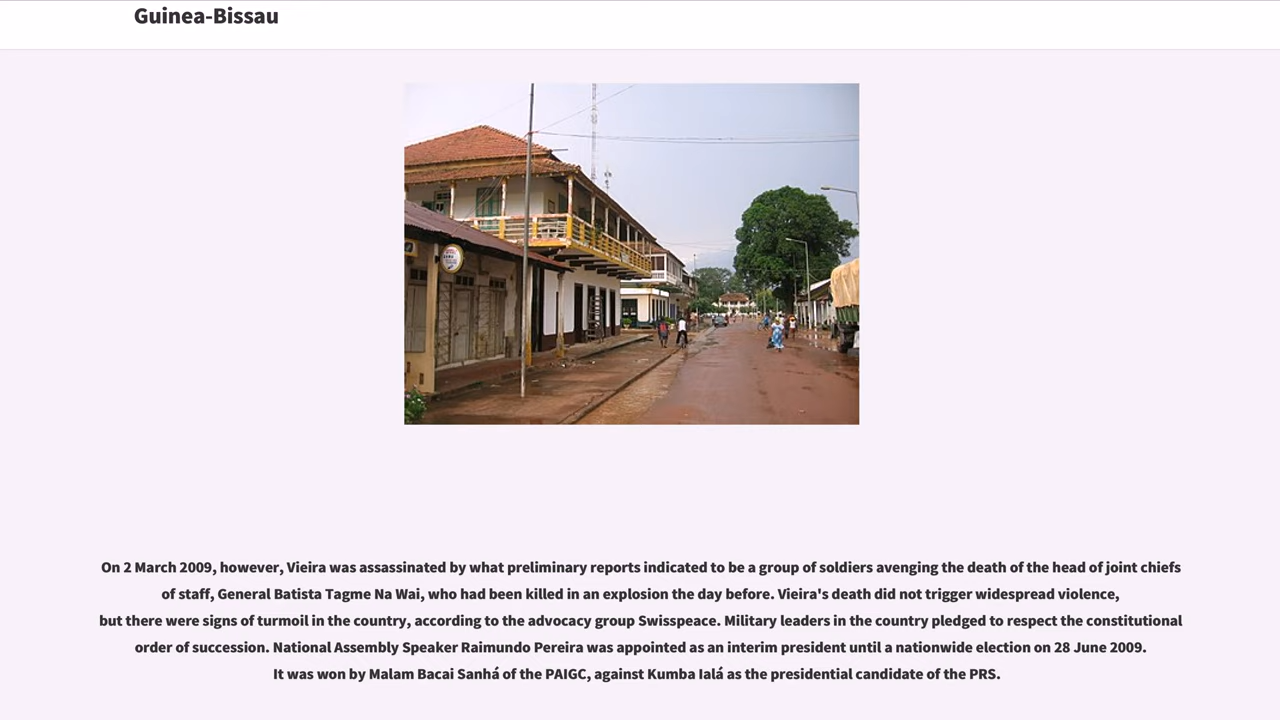 Guinea-Bissau
On 2 March 2009, however, Vieira was assassinated by what preliminary reports indicated to be a group of soldiers avenging the death of the head of joint chiefs
of staff, General Batista Tagme Na Wai, who had been killed in an explosion the day before. Vieira's death did not trigger widespread violence,
but there were signs of turmoil in the country, according to the advocacy group Swisspeace. Military leaders in the country pledged to respect the constitutional
order of succession. National Assembly Speaker Raimundo Pereira was appointed as an interim president until a nationwide election on 28 June 2009.
It was won by Malam Bacai Sanhá of the PAIGC, against Kumba Ialá as the presidential candidate of the PRS.